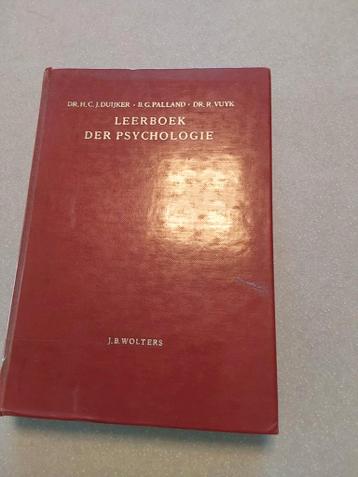 DR. H. C. J. DUIJKER · B. G. PALLAND · DR. R. VUYK
LEERBOEK
DER PSYCHOLOGIE
J. B. WOLTERS